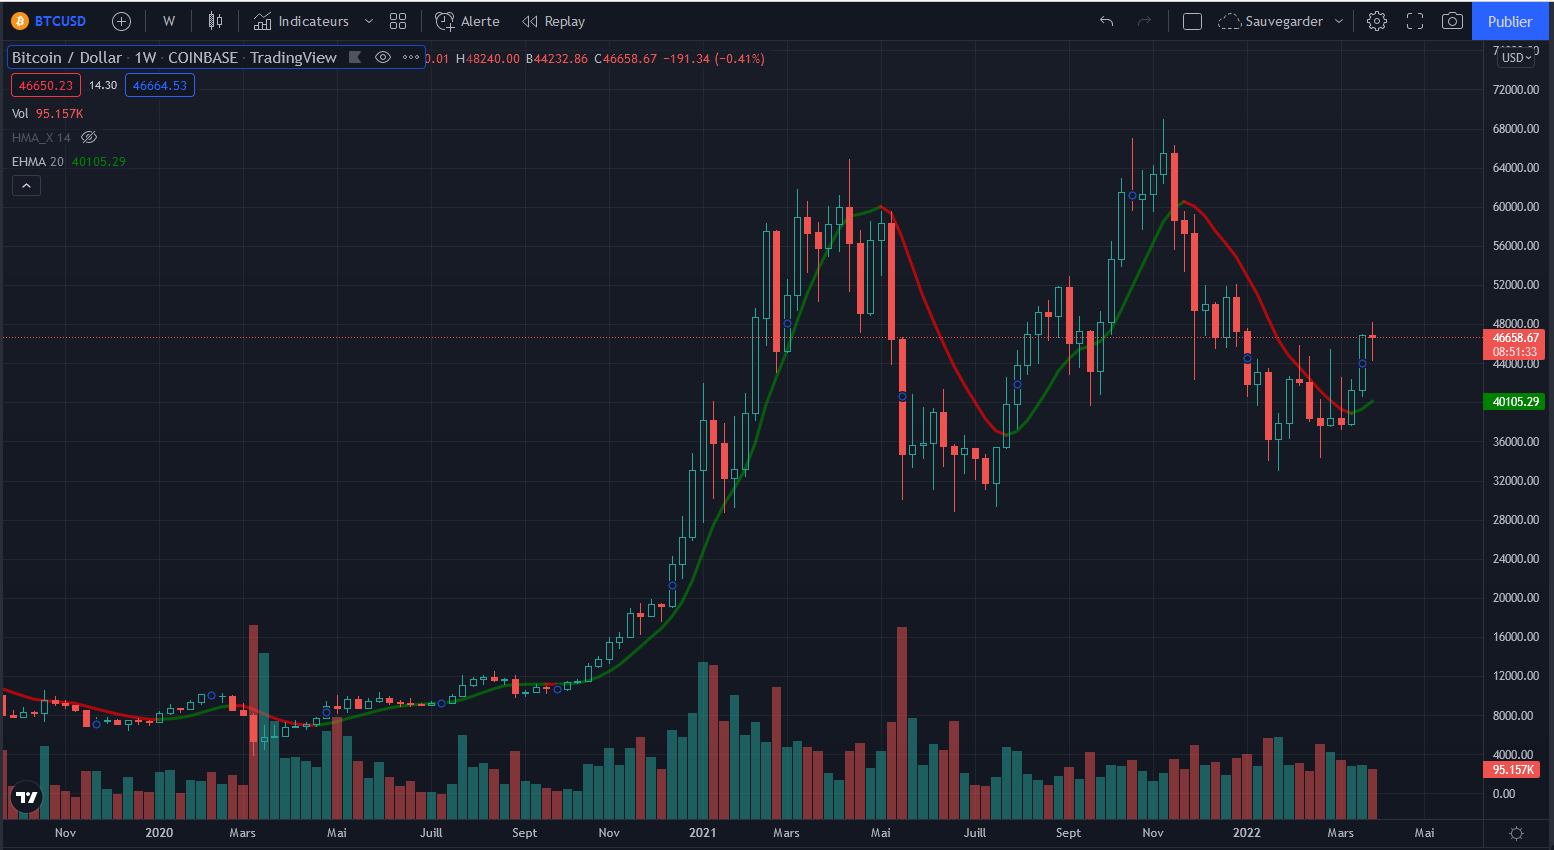 BTCUSD W Indicateurs Alerte Replay Sauvegarder Publier
Bitcoin / Dollar · 1W · COINBASE · TradingView 0.01 H48240.00 B44232.86 C46658.67 −191.34 (−0.41%)
46650.23 14.30 46664.53
Vol 95.157K
HMA_X 14
EHMA 20 40105.29
USD
72000.00
68000.00
64000.00
60000.00
56000.00
52000.00
48000.00
46658.67
08:51:33
44000.00
40105.29
36000.00
32000.00
28000.00
24000.00
20000.00
16000.00
12000.00
8000.00
4000.00
95.157K
0.00
Nov 2020 Mars Mai Juill Sept Nov 2021 Mars Mai Juill Sept Nov 2022 Mars Mai